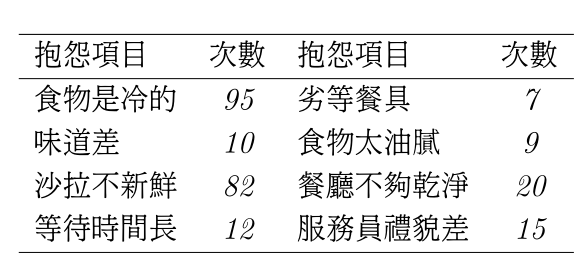 抱怨項目 次數 抱怨項目 次數
食物是冷的 95 劣等餐具 7
味道差 10 食物太油膩 9
沙拉不新鮮 82 餐廳不夠乾淨 20
等待時間長 12 服務員禮貌差 15